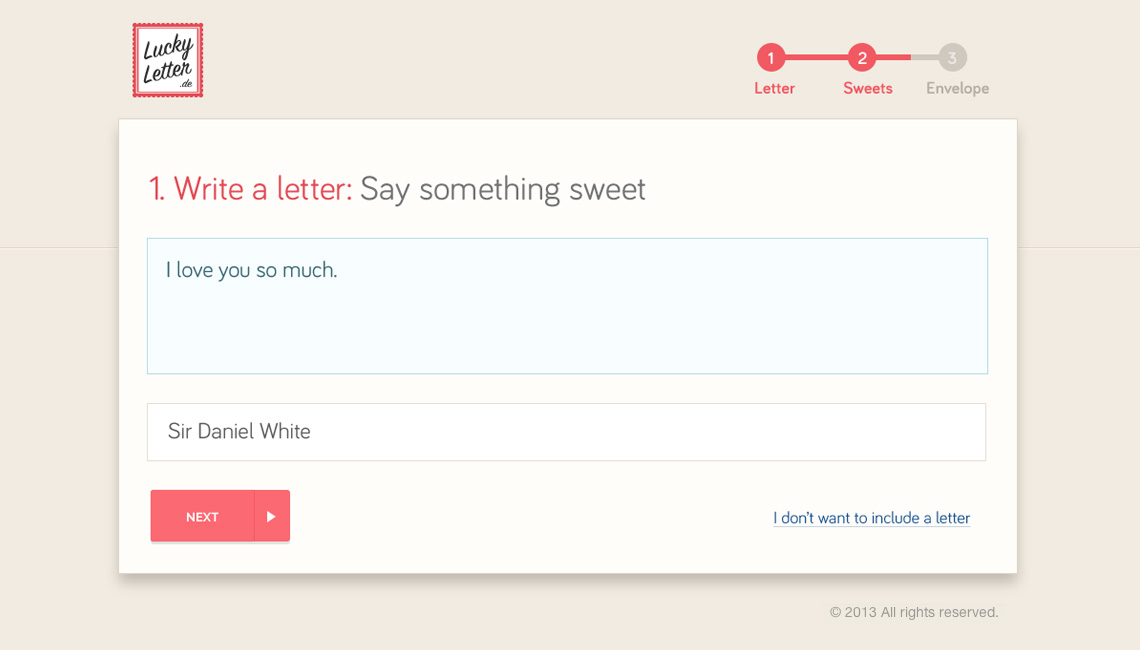 Lucky
Letter
.de
1 2 3
Letter Sweets Envelope
1. Write a letter: Say something sweet
I love you so much.
Sir Daniel White
NEXT
I don't want to include a letter
© 2013 All rights reserved.